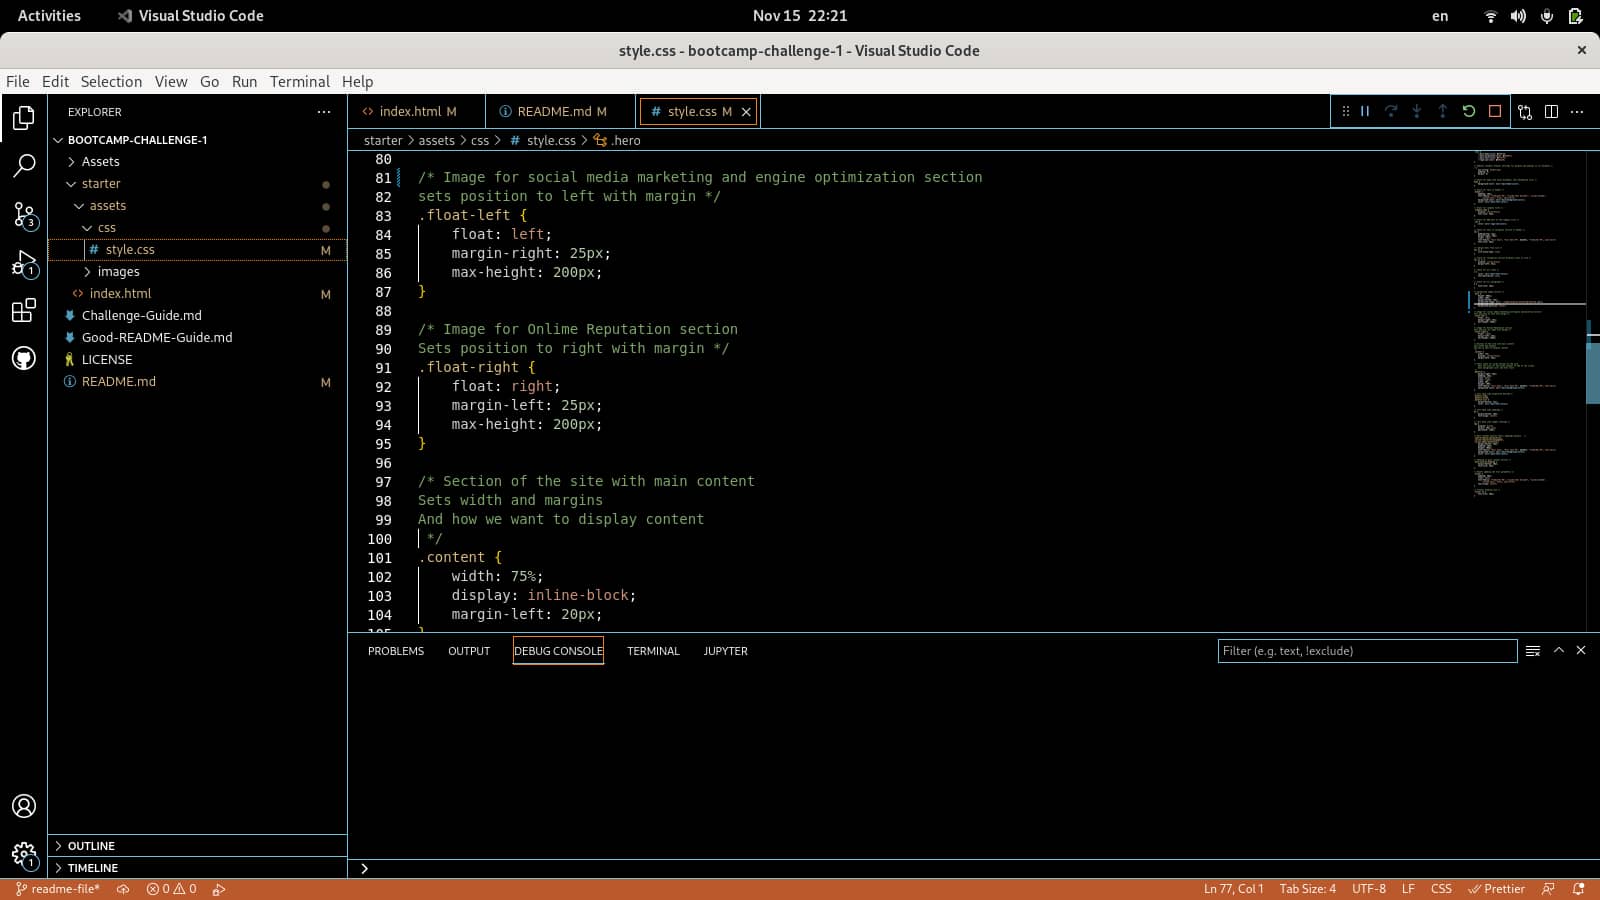 Activities Visual Studio Code Nov 15 22:21 en
style.css - bootcamp-challenge-1 - Visual Studio Code
File Edit Selection View Go Run Terminal Help
EXPLORER
BOOTCAMP-CHALLENGE-1
Assets
starter
assets
css
# style.css M
images
<> index.html M
Challenge-Guide.md
Good-README-Guide.md
LICENSE
README.md M
OUTLINE
TIMELINE
3
1
1
<> index.html M README.md M # style.css M
starter > assets > css > # style.css > .hero
80
81 /* Image for social media marketing and engine optimization section
82 sets position to left with margin */
83 .float-left {
84 float: left;
85 margin-right: 25px;
86 max-height: 200px;
87 }
88
89 /* Image for Onlime Reputation section
90 Sets position to right with margin */
91 .float-right {
92 float: right;
93 margin-left: 25px;
94 max-height: 200px;
95 }
96
97 /* Section of the site with main content
98 Sets width and margins
99 And how we want to display content
100 */
101 .content {
102 width: 75%;
103 display: inline-block;
104 margin-left: 20px;
105 }
PROBLEMS OUTPUT DEBUG CONSOLE TERMINAL JUPYTER Filter (e.g. text, !exclude)
readme-file* 0 0 Ln 77, Col 1 Tab Size: 4 UTF-8 LF CSS Prettier